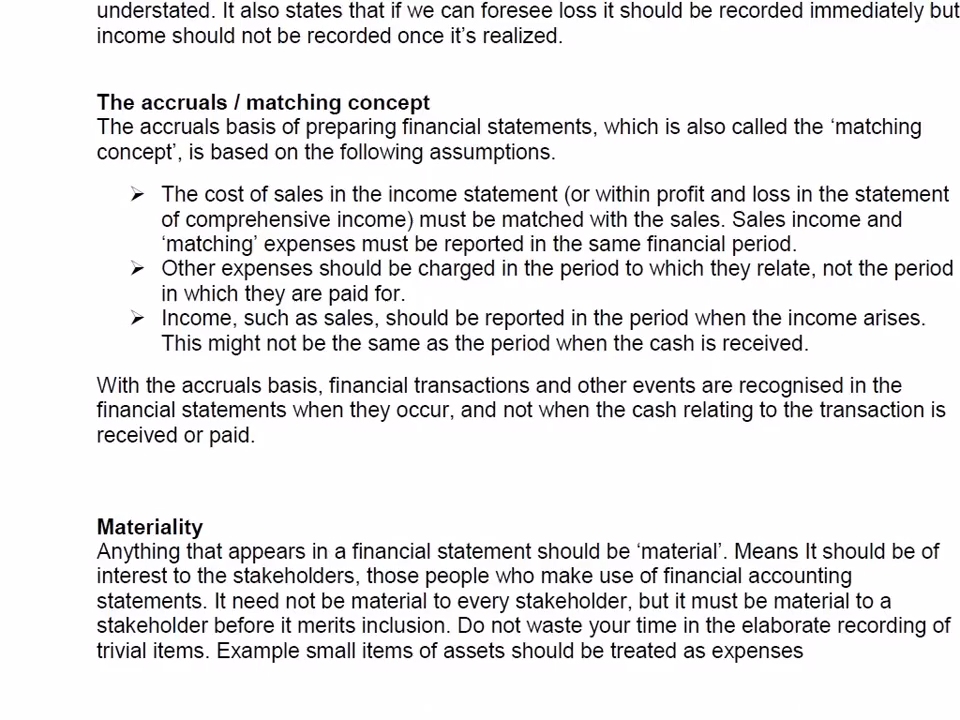 understated. It also states that if we can foresee loss it should be recorded immediately but
income should not be recorded once it's realized.
The accruals / matching concept
The accruals basis of preparing financial statements, which is also called the ‘matching
concept’, is based on the following assumptions.
➢ The cost of sales in the income statement (or within profit and loss in the statement
of comprehensive income) must be matched with the sales. Sales income and
‘matching’ expenses must be reported in the same financial period.
➢ Other expenses should be charged in the period to which they relate, not the period
in which they are paid for.
➢ Income, such as sales, should be reported in the period when the income arises.
This might not be the same as the period when the cash is received.
With the accruals basis, financial transactions and other events are recognised in the
financial statements when they occur, and not when the cash relating to the transaction is
received or paid.
Materiality
Anything that appears in a financial statement should be ‘material’. Means It should be of
interest to the stakeholders, those people who make use of financial accounting
statements. It need not be material to every stakeholder, but it must be material to a
stakeholder before it merits inclusion. Do not waste your time in the elaborate recording of
trivial items. Example small items of assets should be treated as expenses